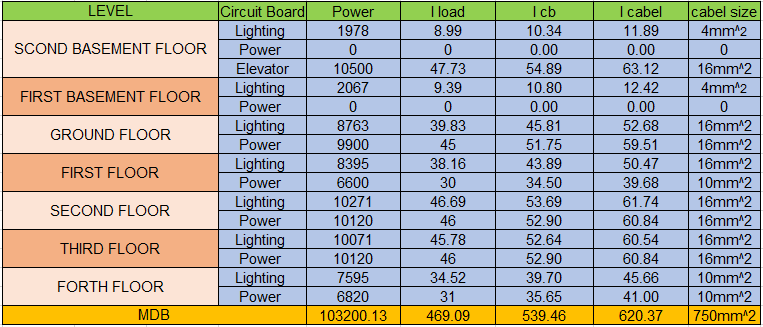 LEVEL Circuit Board Power I load I cb I cabel cabel size
SCOND BASEMENT FLOOR Lighting 1978 8.99 10.34 11.89 4mm^2
Power 0 0 0.00 0.00 0
Elevator 10500 47.73 54.89 63.12 16mm^2
FIRST BASEMENT FLOOR Lighting 2067 9.39 10.80 12.42 4mm^2
Power 0 0 0.00 0.00 0
GROUND FLOOR Lighting 8763 39.83 45.81 52.68 16mm^2
Power 9900 45 51.75 59.51 16mm^2
FIRST FLOOR Lighting 8395 38.16 43.89 50.47 16mm^2
Power 6600 30 34.50 39.68 10mm^2
SECOND FLOOR Lighting 10271 46.69 53.69 61.74 16mm^2
Power 10120 46 52.90 60.84 16mm^2
THIRD FLOOR Lighting 10071 45.78 52.64 60.54 16mm^2
Power 10120 46 52.90 60.84 16mm^2
FORTH FLOOR Lighting 7595 34.52 39.70 45.66 10mm^2
Power 6820 31 35.65 41.00 10mm^2
MDB 103200.13 469.09 539.46 620.37 750mm^2